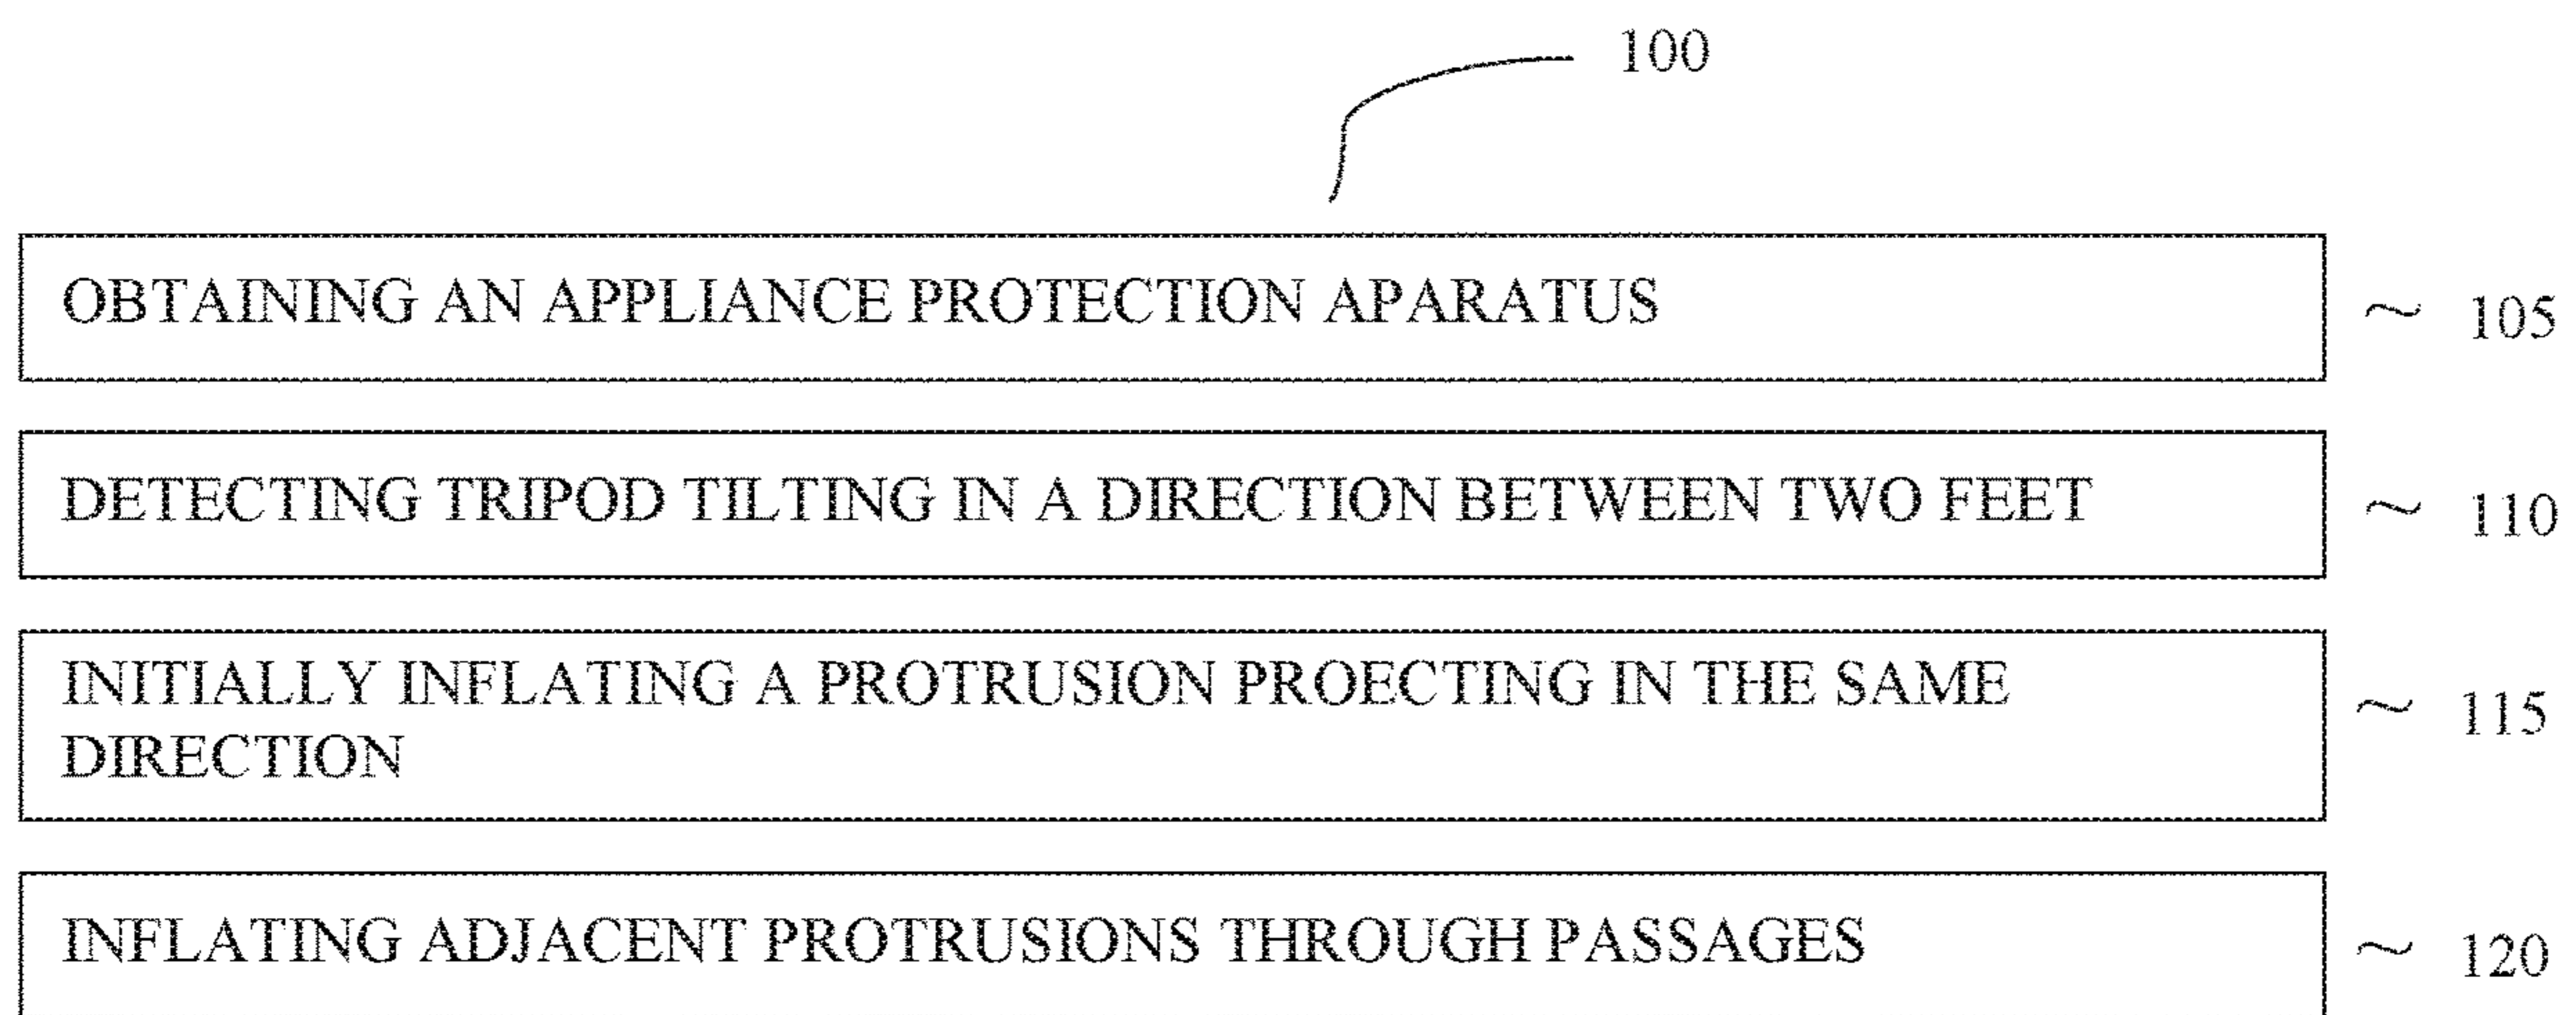 100
OBTAINING AN APPLIANCE PROTECTION APARATUS
~ 105
DETECTING TRIPOD TILTING IN A DIRECTION BETWEEN TWO FEET
~ 110
INITIALLY INFLATING A PROTRUSION PROECTING IN THE SAME
DIRECTION
~ 115
INFLATING ADJACENT PROTRUSIONS THROUGH PASSAGES
~ 120